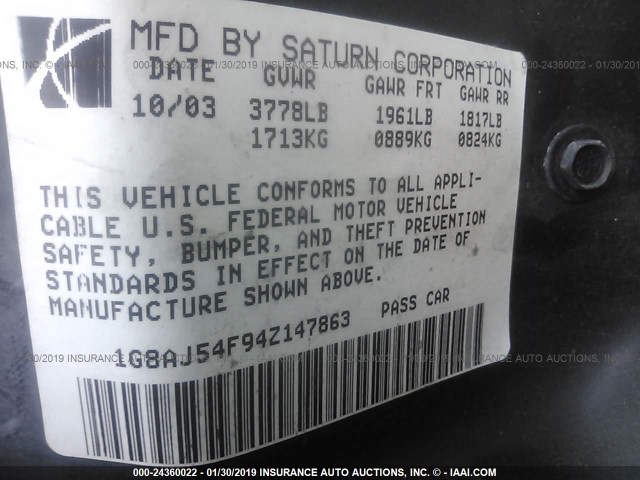 MFD BY SATURN CORPORATION
DATE GVWR GAWR FRT GAWR RR
10/03 3778LB 1961LB 1817LB
1713KG 0889KG 0824KG
THIS VEHICLE CONFORMS TO ALL APPLI-
CABLE U.S. FEDERAL MOTOR VEHICLE
SAFETY, BUMPER, AND THEFT PREVENTION
STANDARDS IN EFFECT ON THE DATE OF
MANUFACTURE SHOWN ABOVE.
1G8AJ54F94Z147863 PASS CAR
000-24360022 - 01/30/2019 INSURANCE AUTO AUCTIONS, INC. - © IAAI.COM